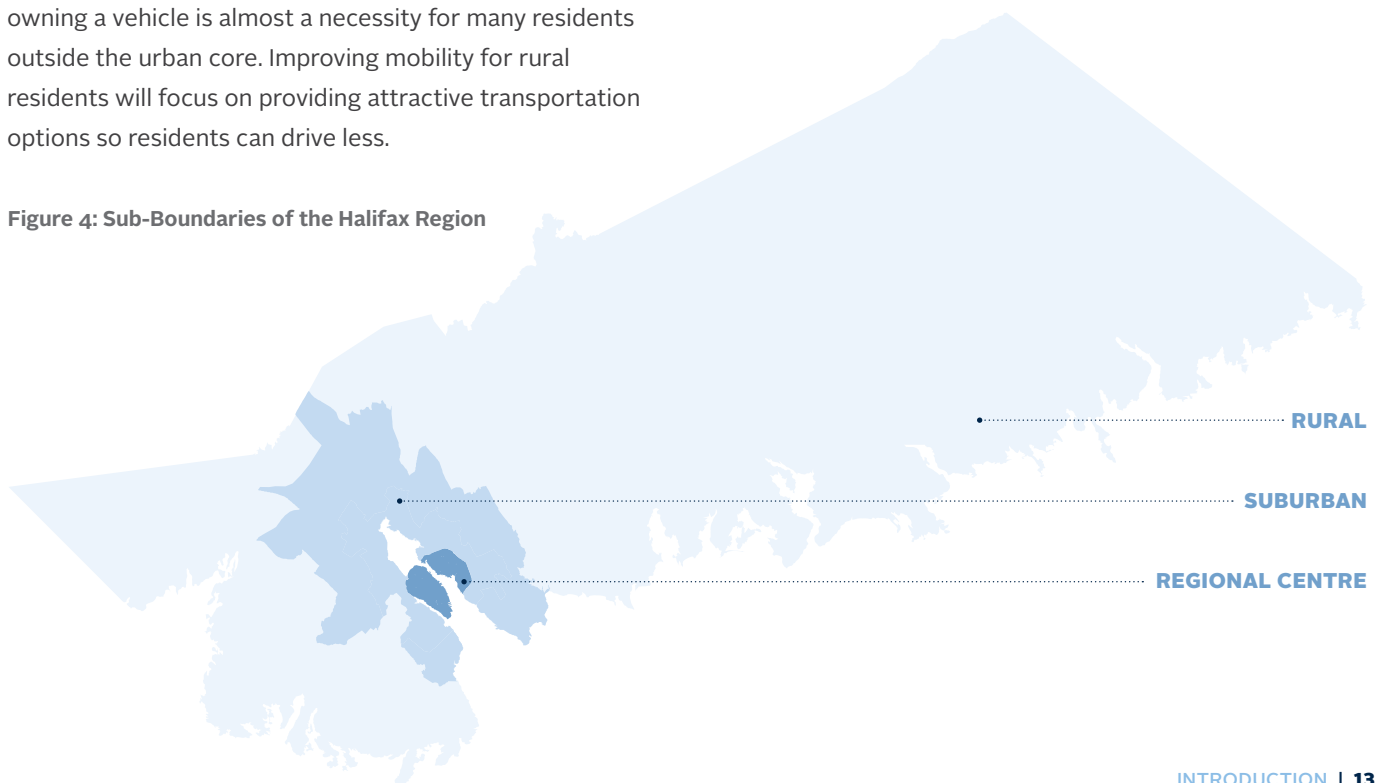 owning a vehicle is almost a necessity for many residents
outside the urban core. Improving mobility for rural
residents will focus on providing attractive transportation
options so residents can drive less.
Figure 4: Sub-Boundaries of the Halifax Region
RURAL
SUBURBAN
REGIONAL CENTRE
INTRODUCTION | 13